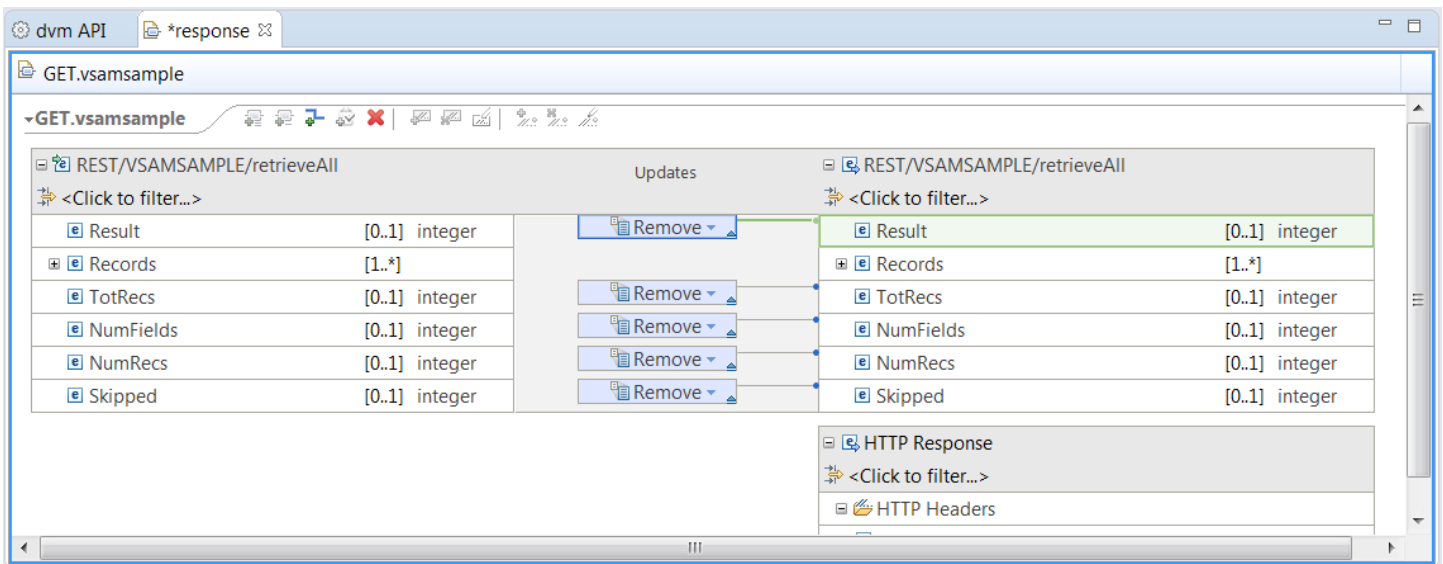 dvm API *response
GET.vsamsample
GET.vsamsample
REST/VSAMSAMPLE/retrieveAll Updates REST/VSAMSAMPLE/retrieveAll
<Click to filter...> <Click to filter...>
Result [0..1] integer Remove Result [0..1] integer
Records [1..*] Records [1..*]
TotRecs [0..1] integer Remove TotRecs [0..1] integer
NumFields [0..1] integer Remove NumFields [0..1] integer
NumRecs [0..1] integer Remove NumRecs [0..1] integer
Skipped [0..1] integer Remove Skipped [0..1] integer
HTTP Response
<Click to filter...>
HTTP Headers